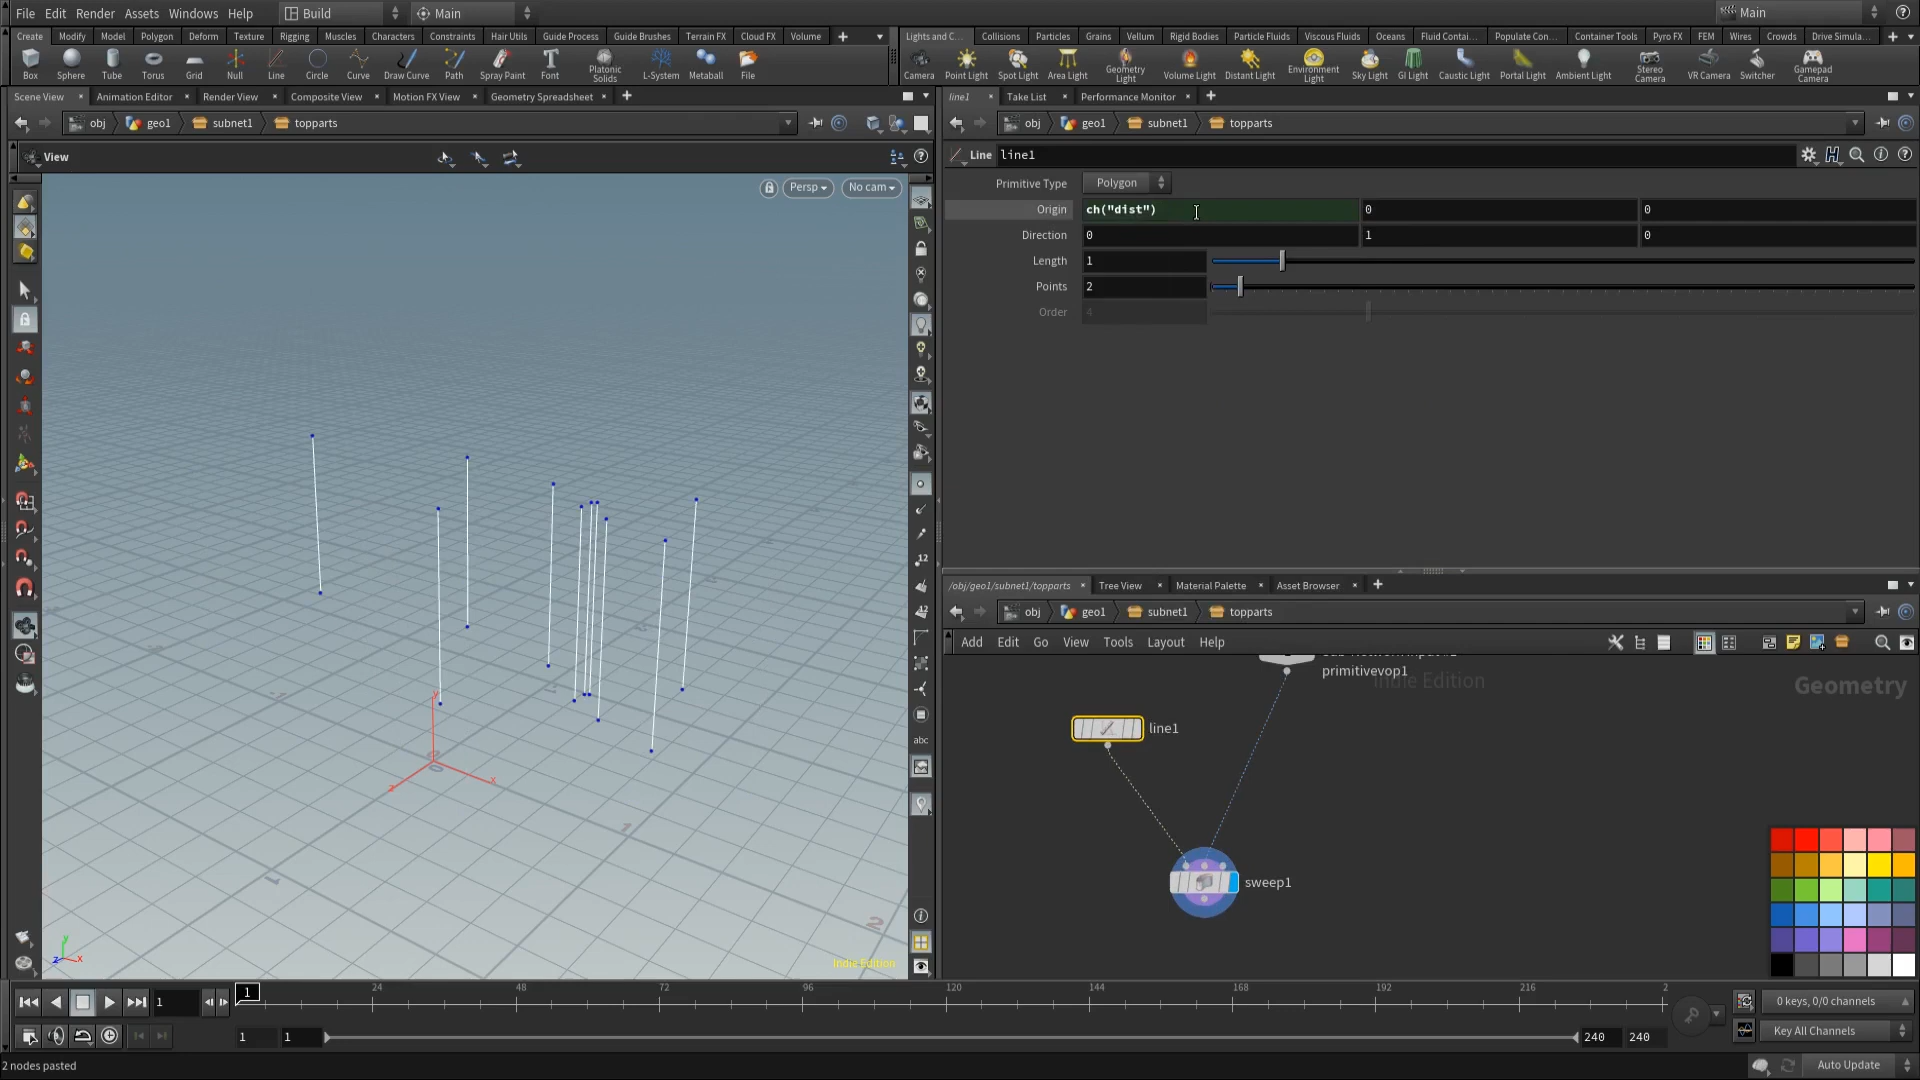 File Edit Render Assets Windows Help Build Main Main
Create Modify Model Polygon Deform Texture Rigging Muscles Characters Constraints Hair Utils Guide Process Guide Brushes Terrain FX Cloud FX Volume
Lights and C... Collisions Particles Grains Vellum Rigid Bodies Particle Fluids Viscous Fluids Oceans Fluid Contai... Populate Con... Container Tools Pyro FX FEM Wires Crowds Drive Simula...
Box Sphere Tube Torus Grid Null Line Circle Curve Draw Curve Path Spray Paint Font Platonic Solids L-System Metaball File
Camera Point Light Spot Light Area Light Geometry Light Volume Light Distant Light Environment Light Sky Light GI Light Caustic Light Portal Light Ambient Light Stereo Camera VR Camera Switcher Gamepad Camera
Scene View Animation Editor Render View Composite View Motion FX View Geometry Spreadsheet
line1 Take List Performance Monitor
obj geo1 subnet1 topparts
obj geo1 subnet1 topparts
View
Line line1
Persp No cam
Primitive Type Polygon
Origin ch("dist") 0 0
Direction 0 1 0
Length 1
Points 2
Order 4
/obj/geo1/subnet1/topparts Tree View Material Palette Asset Browser
obj geo1 subnet1 topparts
Add Edit Go View Tools Layout Help
primitivevop1
Indie Edition
Geometry
line1
sweep1
abc
Indie Edition
1 1 24 48 72 96 120 144 168 192 216 2
0 keys, 0/0 channels
1 1 240 240
Key All Channels
2 nodes pasted
Auto Update